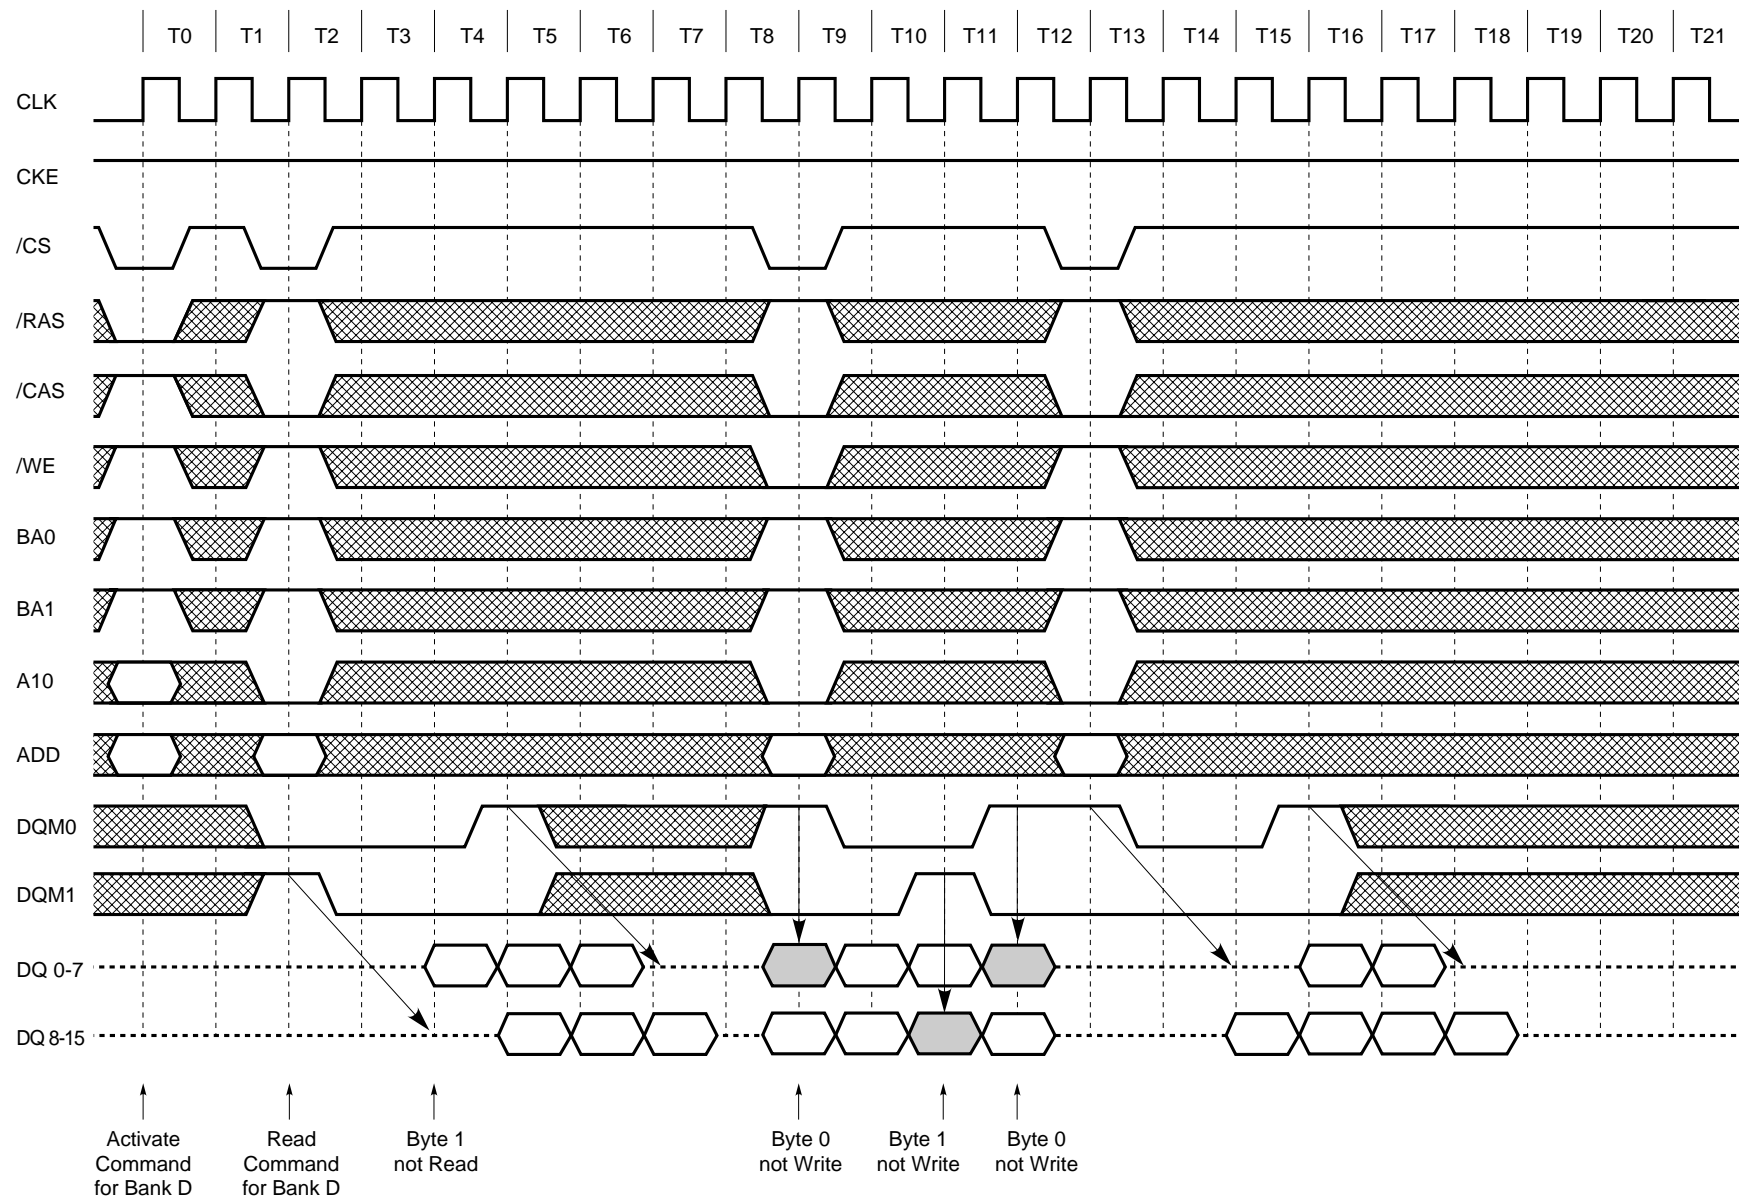 T0 T1 T2 T3 T4 T5 T6 T7 T8 T9 T10 T11 T12 T13 T14 T15 T16 T17 T18 T19 T20 T21
CLK
CKE
/CS
/RAS
/CAS
/WE
BA0
BA1
A10
ADD
DQM0
DQM1
DQ 0-7
DQ 8-15
Activate
Command
for Bank D
Read
Command
for Bank D
Byte 1
not Read
Byte 0
not Write
Byte 1
not Write
Byte 0
not Write